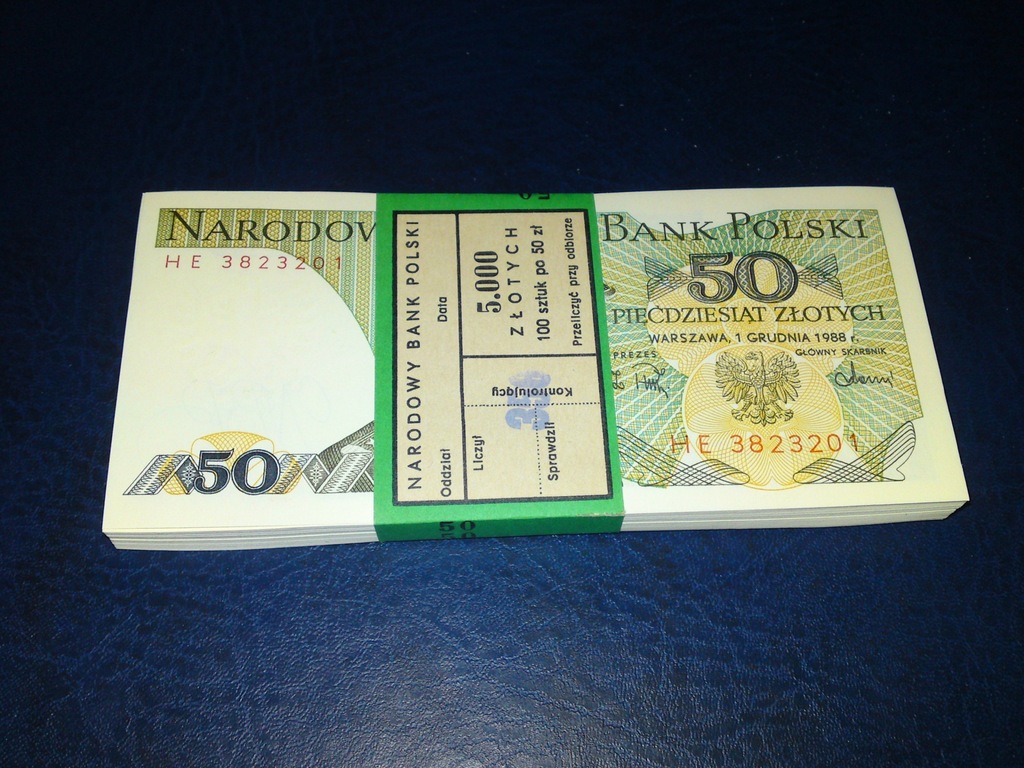 NARODOW
BANK POLSKI
HE 3823201
50
PIĘĆDZIESIĄT ZŁOTYCH
WARSZAWA, 1 GRUDNIA 1988 r.
PREZES
GŁÓWNY SKARBNIK
HE 3823201
50
NARODOWY BANK POLSKI
Oddział
Data
5.000
ZŁOTYCH
100 sztuk po 50 zł
Przeliczyć przy odbiorze
Liczył
Sprawdził
Kontrolujący
50
50